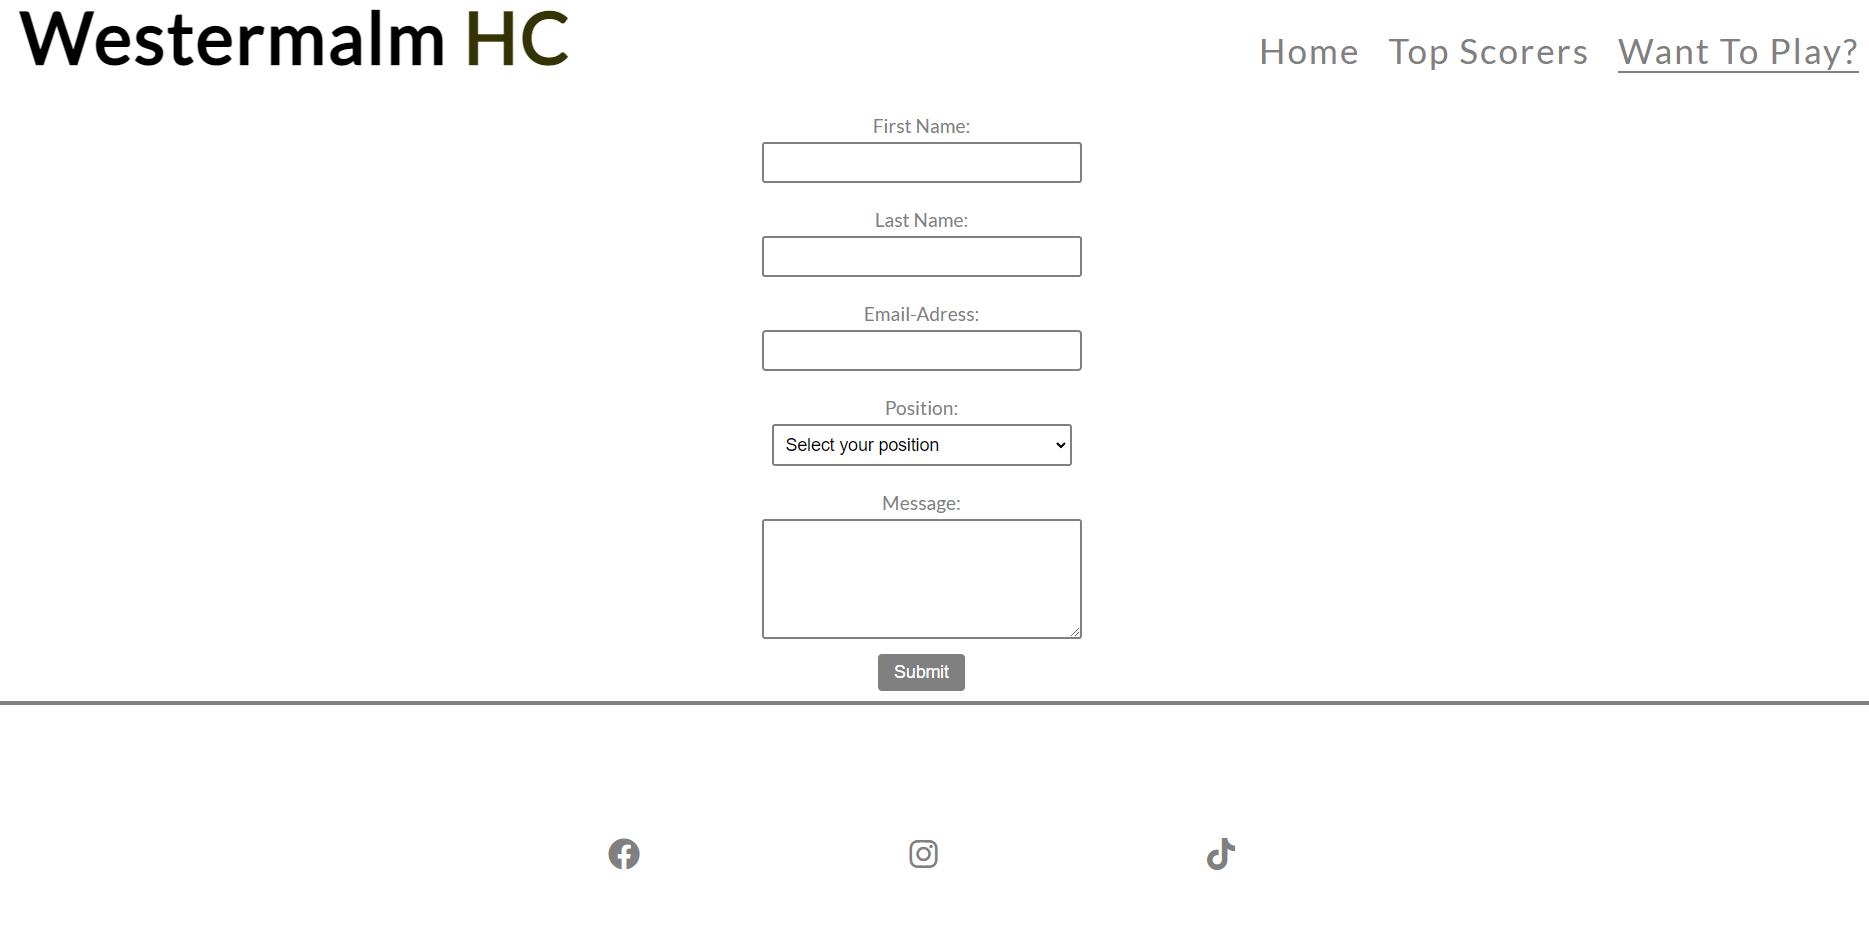 Westermalm HC
Home Top Scorers Want To Play?
First Name:
Last Name:
Email-Adress:
Position:
Select your position
Message:
Submit